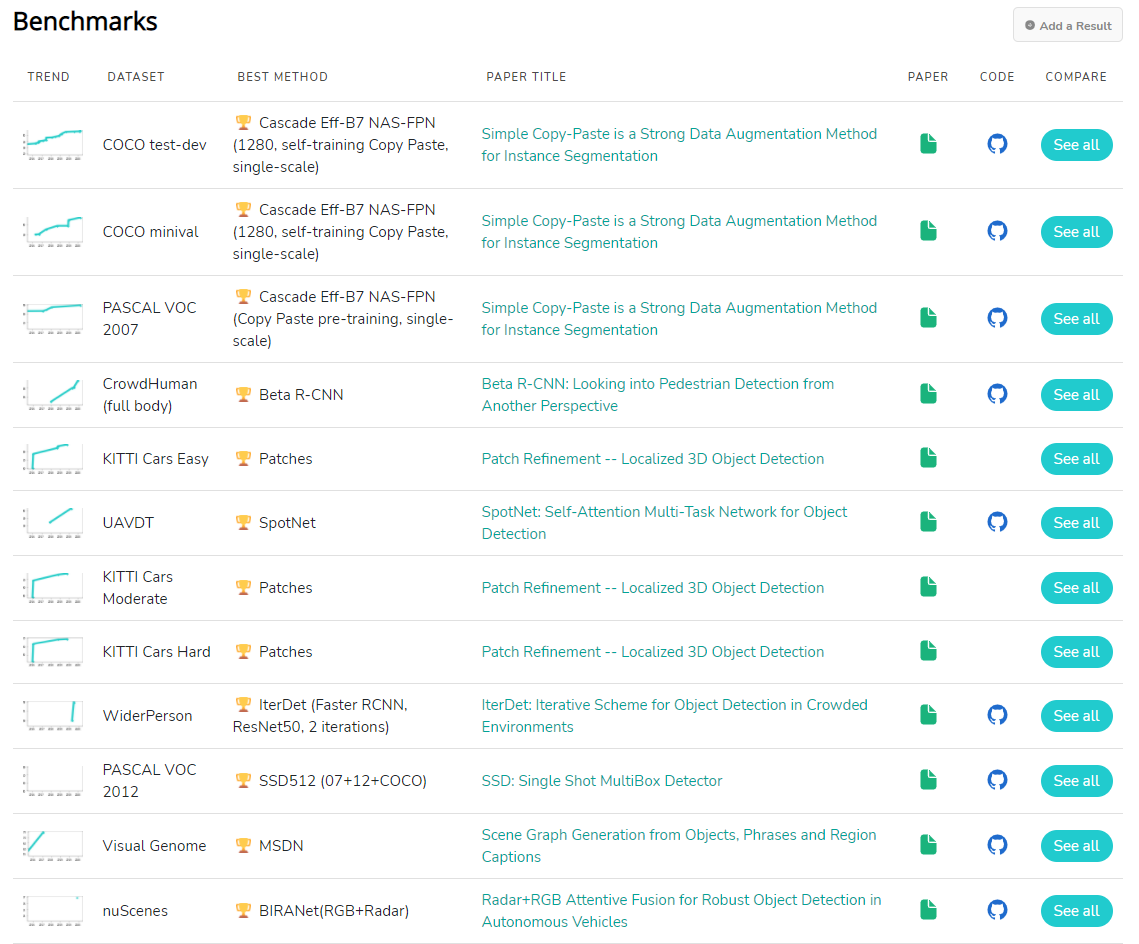 Benchmarks
Add a Result
TREND DATASET BEST METHOD PAPER TITLE PAPER CODE COMPARE
COCO test-dev
Cascade Eff-B7 NAS-FPN
(1280, self-training Copy Paste,
single-scale)
Simple Copy-Paste is a Strong Data Augmentation Method
for Instance Segmentation
See all
COCO minival
Cascade Eff-B7 NAS-FPN
(1280, self-training Copy Paste,
single-scale)
Simple Copy-Paste is a Strong Data Augmentation Method
for Instance Segmentation
See all
PASCAL VOC
2007
Cascade Eff-B7 NAS-FPN
(Copy Paste pre-training, single-
scale)
Simple Copy-Paste is a Strong Data Augmentation Method
for Instance Segmentation
See all
CrowdHuman
(full body)
Beta R-CNN
Beta R-CNN: Looking into Pedestrian Detection from
Another Perspective
See all
KITTI Cars Easy
Patches
Patch Refinement -- Localized 3D Object Detection
See all
UAVDT
SpotNet
SpotNet: Self-Attention Multi-Task Network for Object
Detection
See all
KITTI Cars
Moderate
Patches
Patch Refinement -- Localized 3D Object Detection
See all
KITTI Cars Hard
Patches
Patch Refinement -- Localized 3D Object Detection
See all
WiderPerson
IterDet (Faster RCNN,
ResNet50, 2 iterations)
IterDet: Iterative Scheme for Object Detection in Crowded
Environments
See all
PASCAL VOC
2012
SSD512 (07+12+COCO)
SSD: Single Shot MultiBox Detector
See all
Visual Genome
MSDN
Scene Graph Generation from Objects, Phrases and Region
Captions
See all
nuScenes
BIRANet(RGB+Radar)
Radar+RGB Attentive Fusion for Robust Object Detection in
Autonomous Vehicles
See all